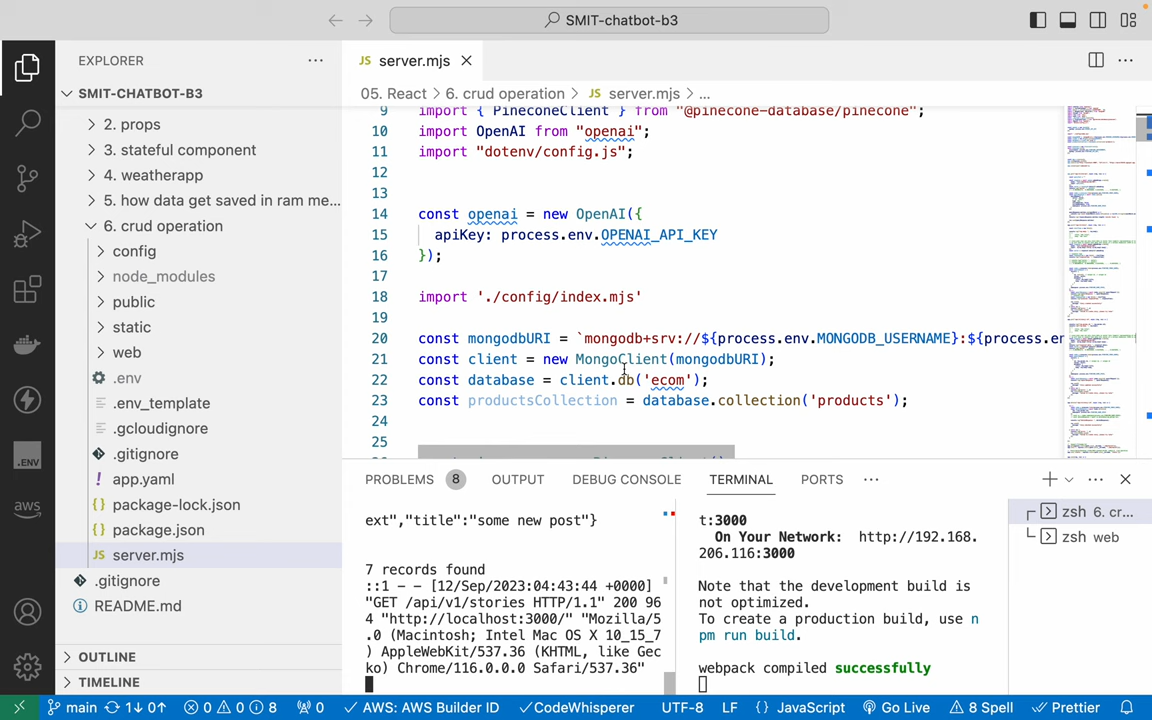 SMIT-chatbot-b3
EXPLORER
SMIT-CHATBOT-B3
2. props
3. stateful component
4. weatherapp
5. how data get saved in ram me...
6. crud operation
config
node_modules
public
static
web
.env
.env_template
.gcloudignore
.gitignore
app.yaml
package-lock.json
package.json
JS server.mjs
.gitignore
README.md
OUTLINE
TIMELINE
.ENV
aws
JS server.mjs
05. React > 6. crud operation > JS server.mjs > ...
9 import { PineconeClient } from "@pinecone-database/pinecone";
10 import OpenAI from "openai";
11 import "dotenv/config.js";
12
13
14 const openai = new OpenAI({
15 apiKey: process.env.OPENAI_API_KEY
16 });
17
18 import './config/index.mjs'
19
20 const mongodbURI = `mongodb+srv://${process.env.MONGODB_USERNAME}:${process.en
21 const client = new MongoClient(mongodbURI);
22 const database = client.db('ecom');
23 const productsCollection = database.collection('products');
24
25
PROBLEMS 8 OUTPUT DEBUG CONSOLE TERMINAL PORTS
ext","title":"some new post"}
7 records found
::1 - - [12/Sep/2023:04:43:44 +0000]
"GET /api/v1/stories HTTP/1.1" 200 96
4 "http://localhost:3000/" "Mozilla/5
.0 (Macintosh; Intel Mac OS X 10_15_7
) AppleWebKit/537.36 (KHTML, like Gec
ko) Chrome/116.0.0.0 Safari/537.36"
t:3000
On Your Network: http://192.168.
206.116:3000
Note that the development build is
not optimized.
To create a production build, use n
pm run build.
webpack compiled successfully
zsh 6. cr...
zsh web
main 1↓ 0↑ 0 0 8 0 AWS: AWS Builder ID CodeWhisperer UTF-8 LF {} JavaScript Go Live 8 Spell Prettier